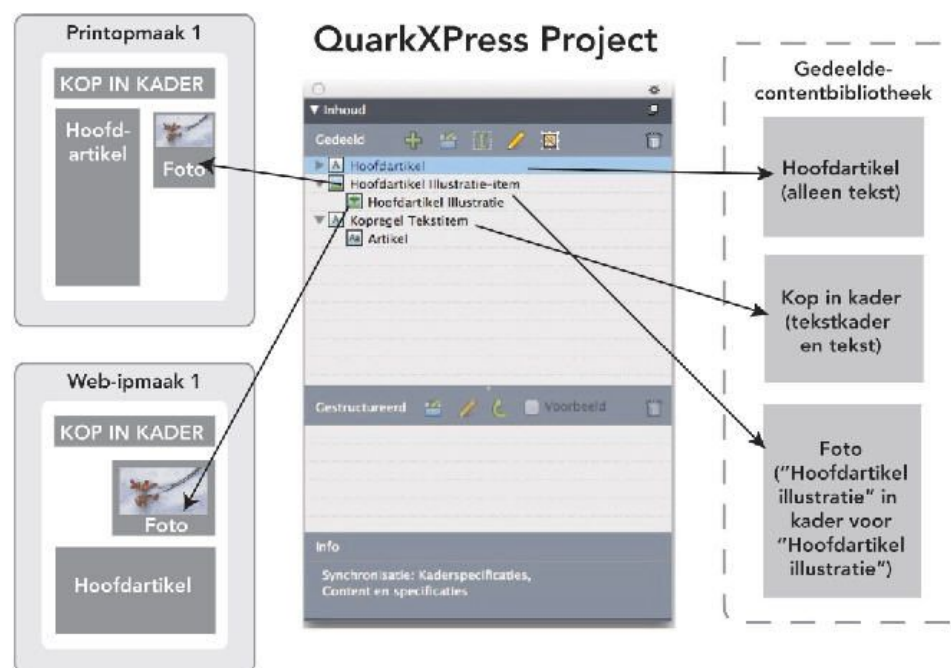 QuarkXPress Project
Printopmaak 1
KOP IN KADER
Hoofd-
artikel
Foto
Web-ipmaak 1
KOP IN KADER
Foto
Hoofdartikel
Inhoud
Gedeeld
Hoofdartikel
Hoofdartikel Illustratie-item
Hoofdartikel Illustratie
Kopregel Tekstitem
Artikel
Gestructureerd
Voorbeeld
Info
Synchronisatie: Kaderspecificaties,
Content en specificaties
Gedeelde-
contentbibliotheek
Hoofdartikel
(alleen tekst)
Kop in kader
(tekstkader
en tekst)
Foto
("Hoofdartikel
illustratie" in
kader voor
"Hoofdartikel
illustratie")